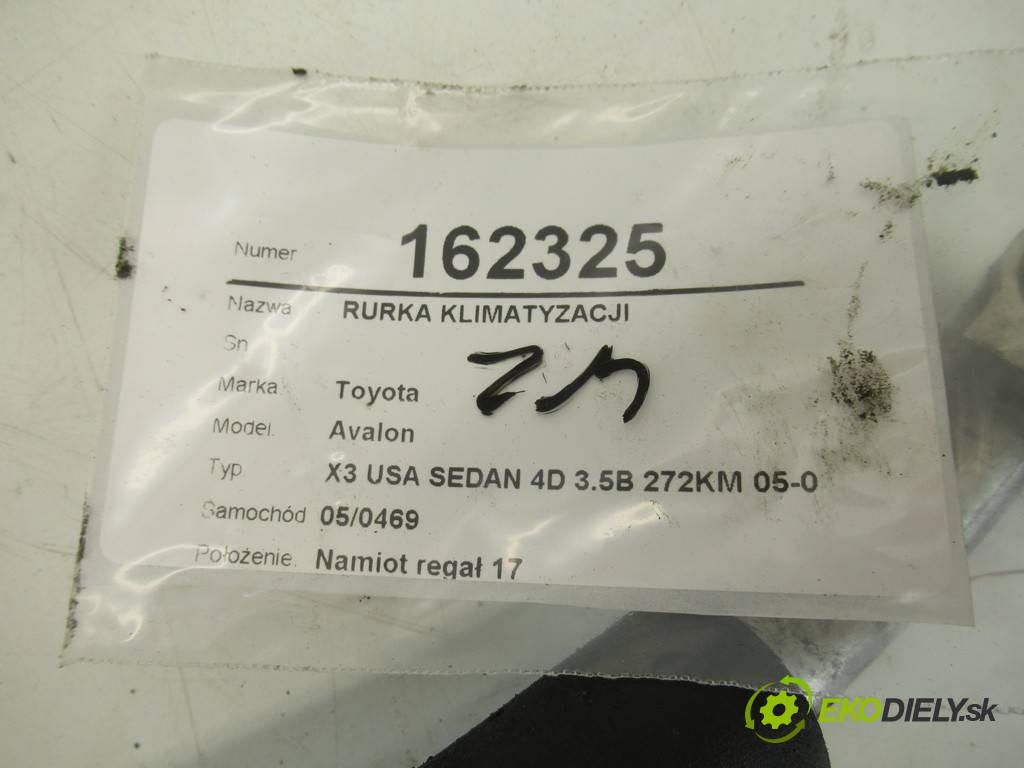 Numer 162325
Nazwa RURKA KLIMATYZACJI
Sn
Marka Toyota
Model Avalon
Typ X3 USA SEDAN 4D 3.5B 272KM 05-0
Samochód 05/0469
Położenie. Namiot regał 17
EKODIELY.sk